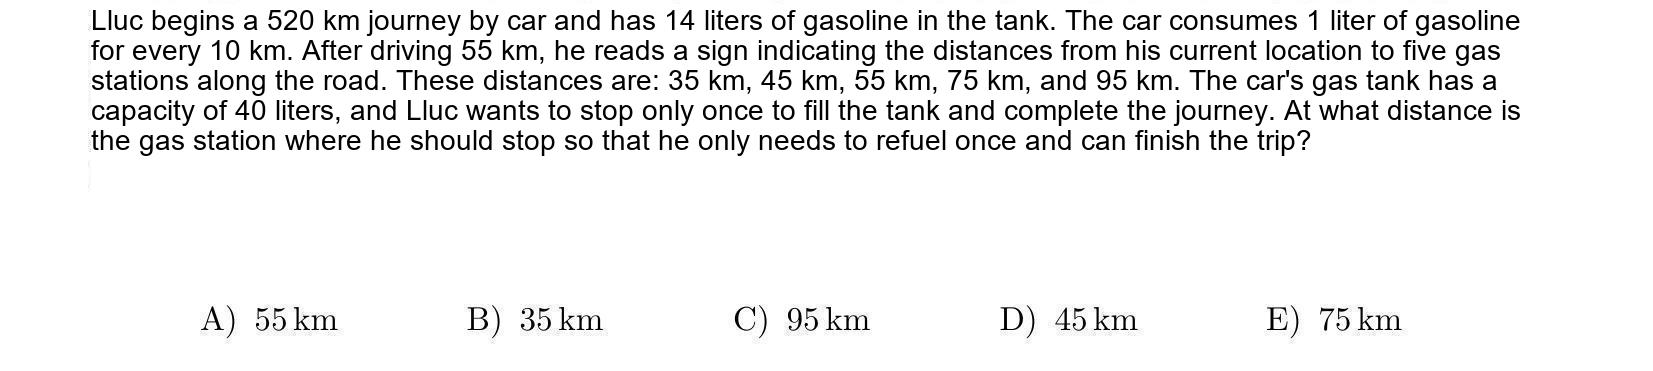 Lluc begins a 520 km journey by car and has 14 liters of gasoline in the tank. The car consumes 1 liter of gasoline
for every 10 km. After driving 55 km, he reads a sign indicating the distances from his current location to five gas
stations along the road. These distances are: 35 km, 45 km, 55 km, 75 km, and 95 km. The car's gas tank has a
capacity of 40 liters, and Lluc wants to stop only once to fill the tank and complete the journey. At what distance is
the gas station where he should stop so that he only needs to refuel once and can finish the trip?
A) 55 km B) 35 km C) 95 km D) 45 km E) 75 km